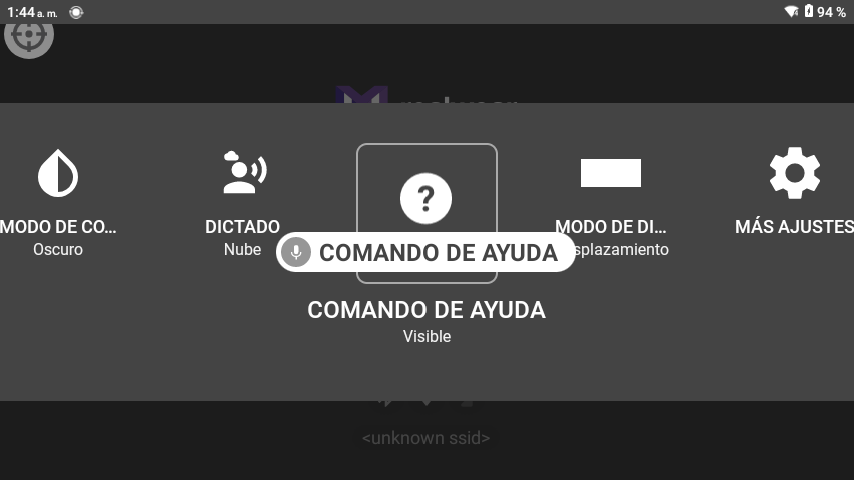 1:44 a. m.
94 %
MODO DE CO...
DICTADO
MODO DE DI...
MÁS AJUSTES
Oscuro
Nube
COMANDO DE AYUDA
COMANDO DE AYUDA
Visible
<unknown ssid>